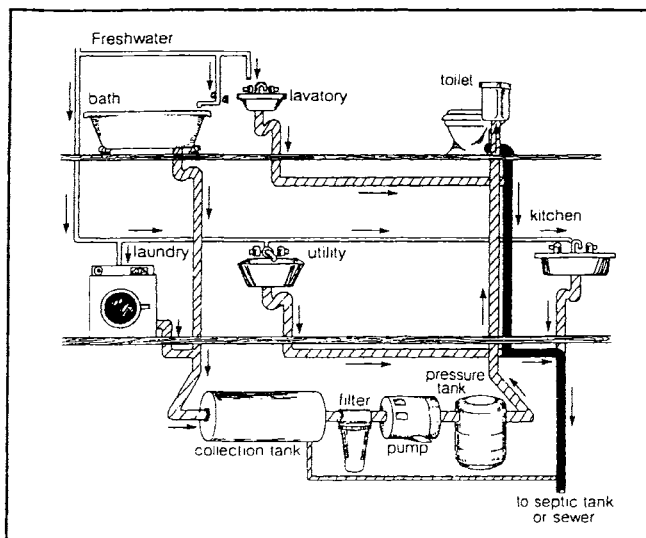 Freshwater
bath
lavatory
toilet
kitchen
laundry
utility
pressure
tank
filter
pump
collection tank
to septic tank
or sewer